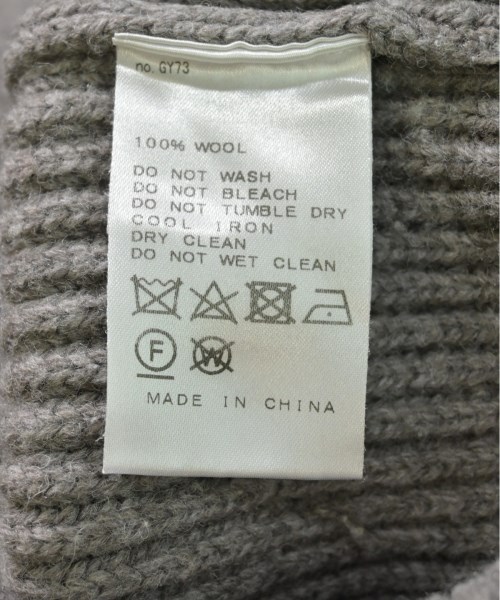 no. GY73
100% WOOL
DO NOT WASH
DO NOT BLEACH
DO NOT TUMBLE DRY
COOL IRON
DRY CLEAN
DO NOT WET CLEAN
F W
MADE IN CHINA